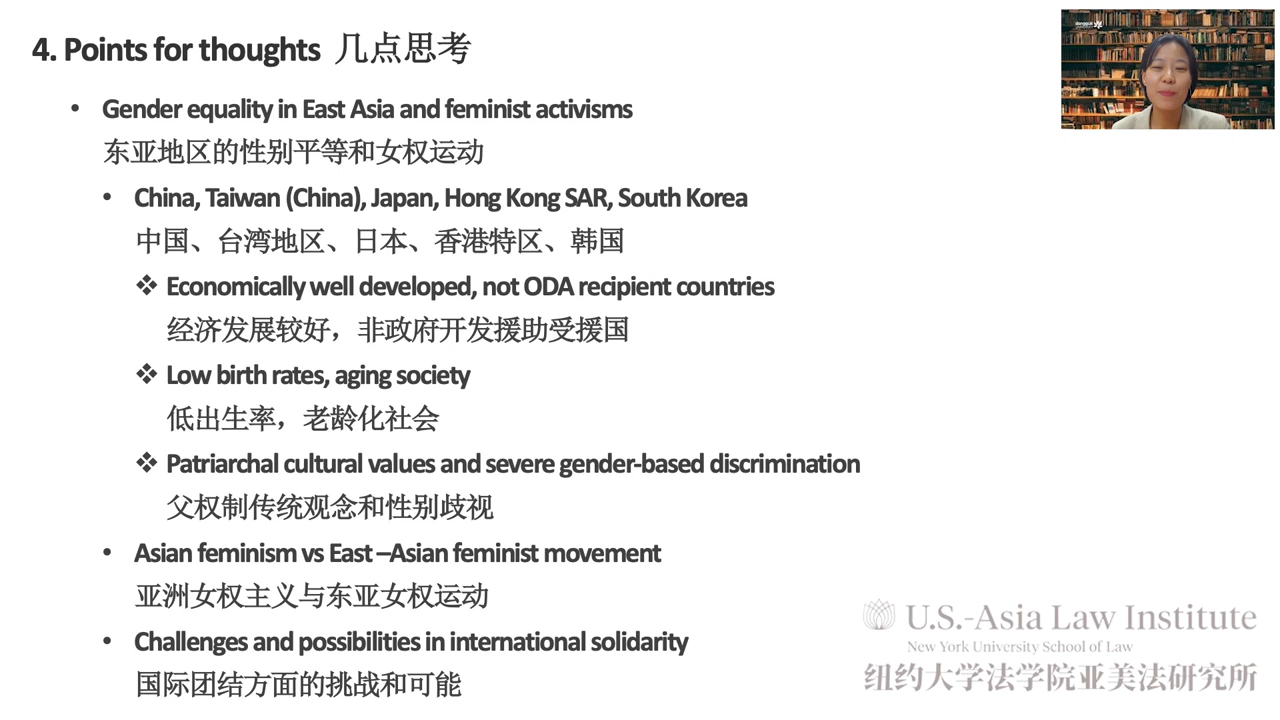 4. Points for thoughts 几点思考
• Gender equality in East Asia and feminist activisms
东亚地区的性别平等和女权运动
• China, Taiwan (China), Japan, Hong Kong SAR, South Korea
中国、台湾地区、日本、香港特区、韩国
❖ Economically well developed, not ODA recipient countries
经济发展较好，非政府开发援助受援国
❖ Low birth rates, aging society
低出生率，老龄化社会
❖ Patriarchal cultural values and severe gender-based discrimination
父权制传统观念和性别歧视
• Asian feminism vs East –Asian feminist movement
亚洲女权主义与东亚女权运动
• Challenges and possibilities in international solidarity
国际团结方面的挑战和可能
U.S.-Asia Law Institute
New York University School of Law
纽约大学法学院亚美法研究所